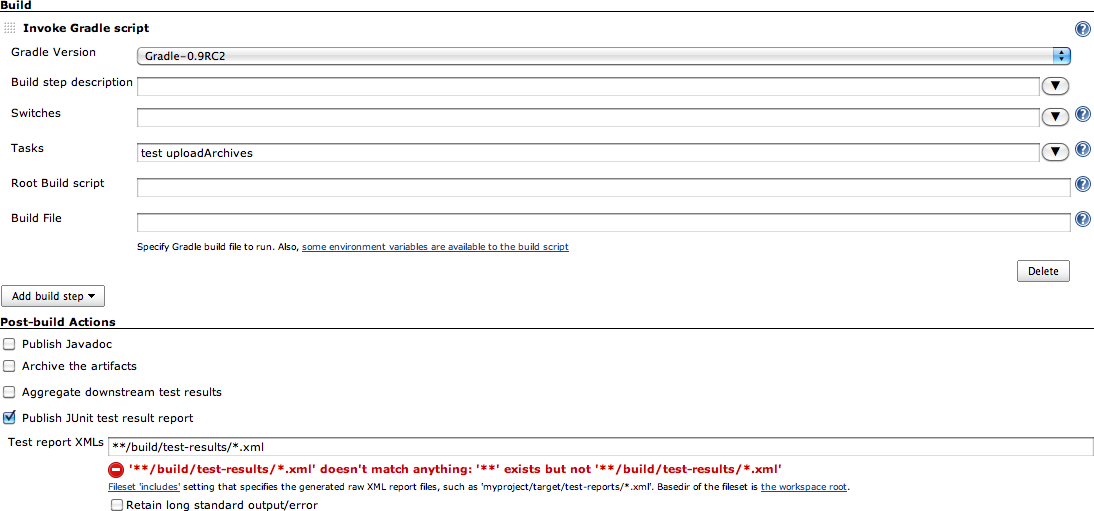 Build
Invoke Gradle script
Gradle Version
Gradle-0.9RC2
Build step description
Switches
Tasks
test uploadArchives
Root Build script
Build File
Specify Gradle build file to run. Also, some environment variables are available to the build script
Delete
Add build step
Post-build Actions
Publish Javadoc
Archive the artifacts
Aggregate downstream test results
Publish JUnit test result report
Test report XMLs
**/build/test-results/*.xml
'**/build/test-results/*.xml' doesn't match anything: '**' exists but not '**/build/test-results/*.xml'
Fileset 'includes' setting that specifies the generated raw XML report files, such as 'myproject/target/test-reports/*.xml'. Basedir of the fileset is the workspace root.
Retain long standard output/error